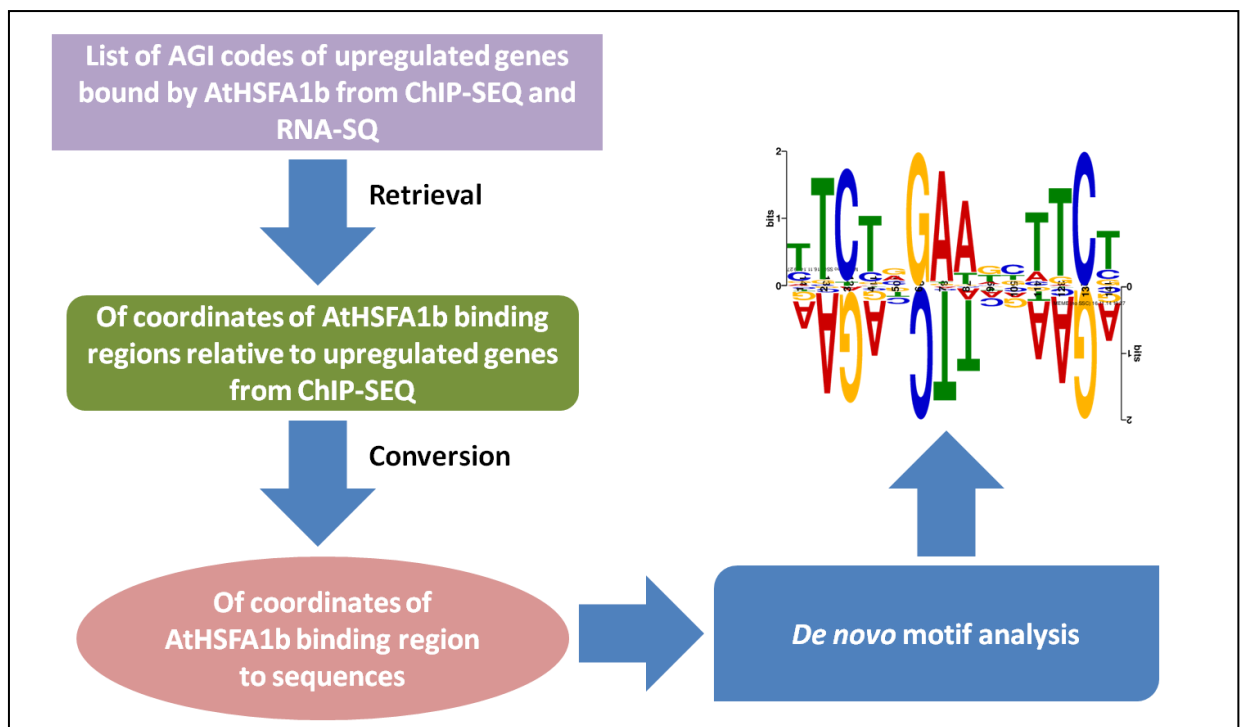 List of AGI codes of upregulated genes
bound by AtHSFA1b from ChIP-SEQ and
RNA-SQ
Retrieval
Of coordinates of AtHSFA1b binding
regions relative to upregulated genes
from ChIP-SEQ
Conversion
Of coordinates of
AtHSFA1b binding region
to sequences
De novo motif analysis
2
bits
1
0
0
bits
-1
-2